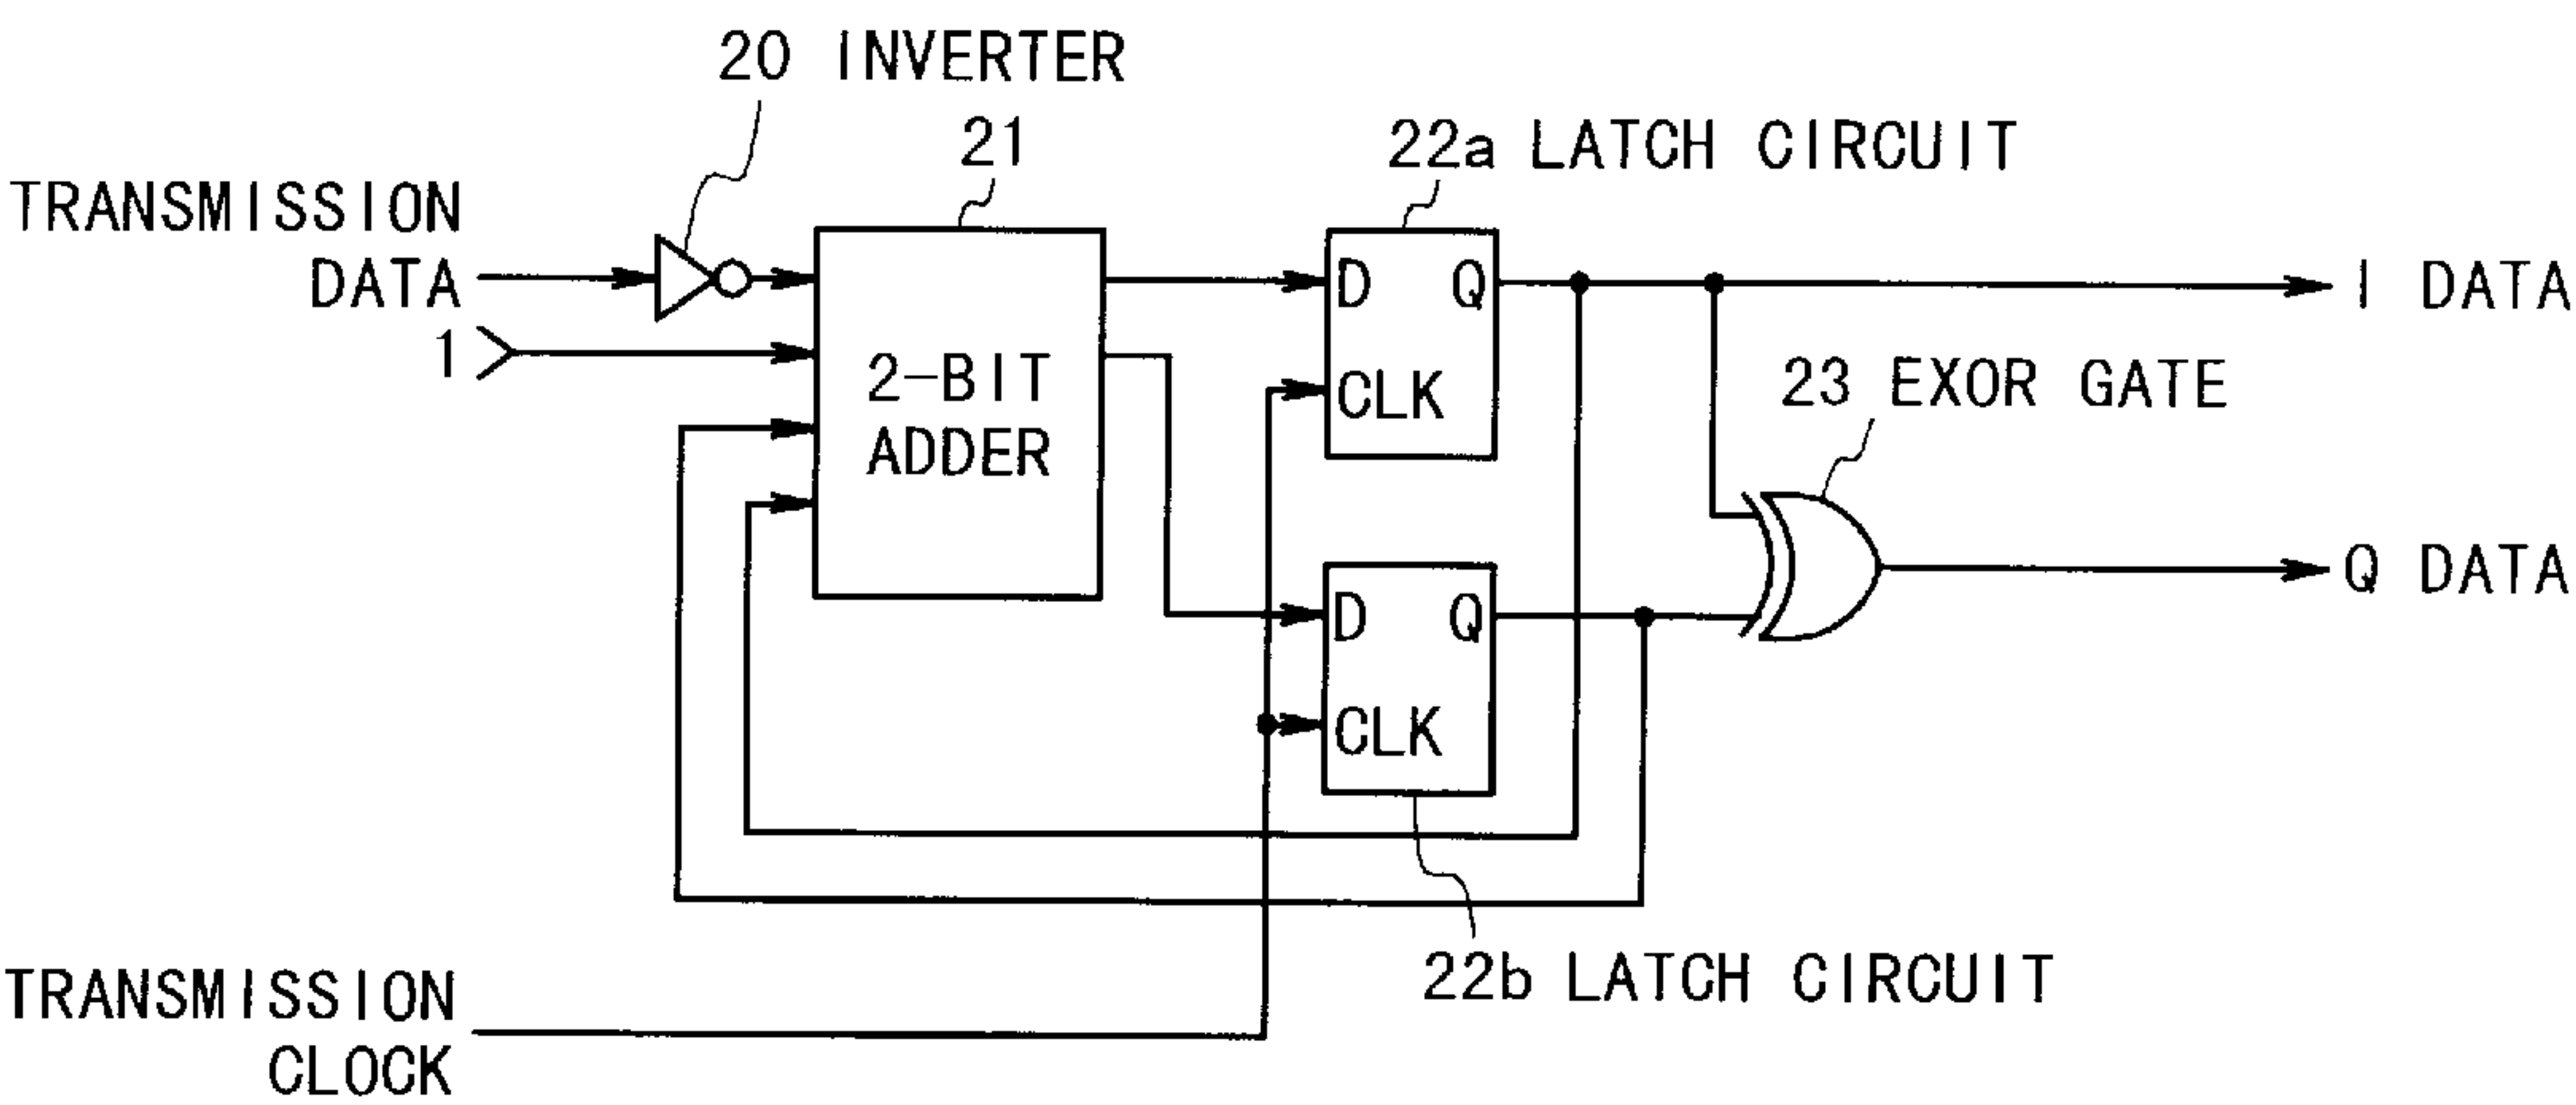 20 INVERTER
21
22a LATCH CIRCUIT
TRANSMISSION
DATA
1
2-BIT
ADDER
D Q
CLK
I DATA
23 EXOR GATE
D Q
CLK
Q DATA
22b LATCH CIRCUIT
TRANSMISSION
CLOCK